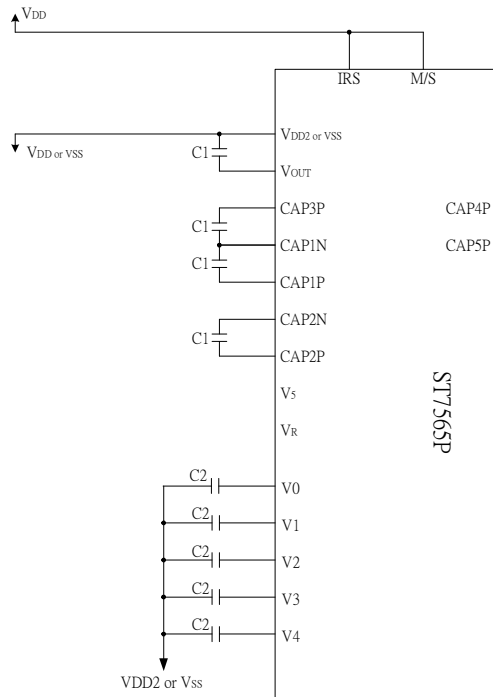 VDD
IRS M/S
VDD2 or VSS
VDD or VSS
C1
VOUT
CAP3P CAP4P
C1
CAP1N CAP5P
C1
CAP1P
CAP2N
C1
CAP2P
V5
ST7565P
VR
C2
V0
C2
V1
C2
V2
C2
V3
C2
V4
VDD2 or VSS